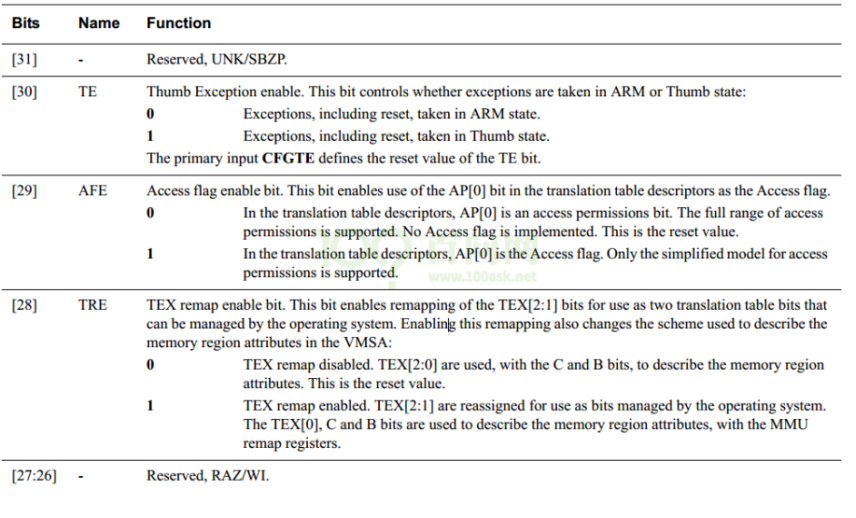 Bits Name Function
[31] - Reserved, UNK/SBZP.
[30] TE Thumb Exception enable. This bit controls whether exceptions are taken in ARM or Thumb state:
0 Exceptions, including reset, taken in ARM state.
1 Exceptions, including reset, taken in Thumb state.
The primary input CFGTE defines the reset value of the TE bit.
[29] AFE Access flag enable bit. This bit enables use of the AP[0] bit in the translation table descriptors as the Access flag.
0 In the translation table descriptors, AP[0] is an access permissions bit. The full range of access
permissions is supported. No Access flag is implemented. This is the reset value.
1 In the translation table descriptors, AP[0] is the Access flag. Only the simplified model for access
permissions is supported.
100 百问网
www.100ask.net
[28] TRE TEX remap enable bit. This bit enables remapping of the TEX[2:1] bits for use as two translation table bits that
can be managed by the operating system. Enabling this remapping also changes the scheme used to describe the
memory region attributes in the VMSA:
0 TEX remap disabled. TEX[2:0] are used, with the C and B bits, to describe the memory region
attributes. This is the reset value.
1 TEX remap enabled. TEX[2:1] are reassigned for use as bits managed by the operating system.
The TEX[0], C and B bits are used to describe the memory region attributes, with the MMU
remap registers.
[27:26] - Reserved, RAZ/WI.